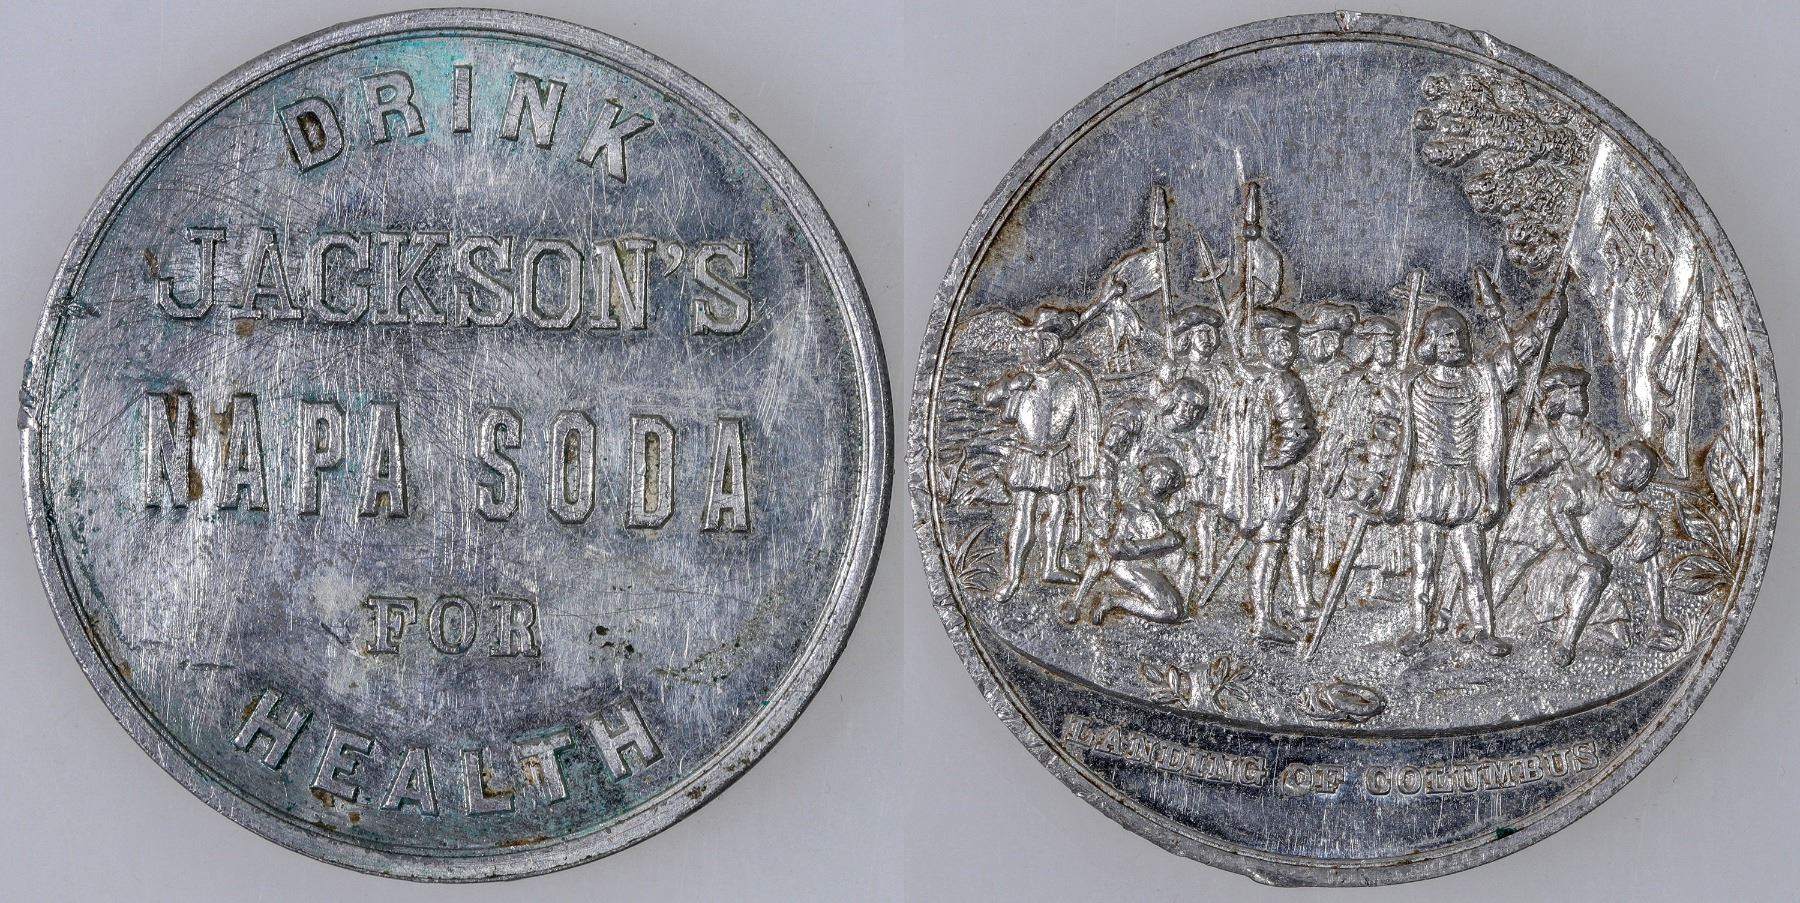 DRINK
JACKSON'S
NAPA SODA
FOR
HEALTH
LANDING OF COLUMBUS